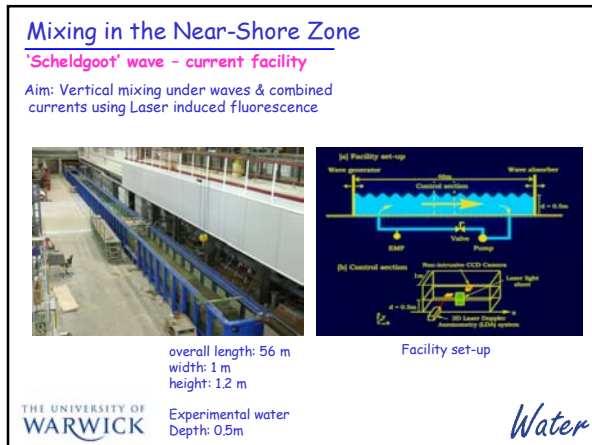 Mixing in the Near-Shore Zone
‘Scheldgoot’ wave – current facility
Aim: Vertical mixing under waves & combined
currents using Laser induced fluorescence
[a] Facility set-up
Wave generator
Wave absorber
Control section
d = 0.5m
Valve
EMF
Pump
[b] Control section
Non-intrusive CCD Camera
Laser light
sheet
1m
d = 0.5m
2D Laser Doppler
Anemometry (LDA) system
overall length: 56 m
width: 1 m
height: 1.2 m
Facility set-up
Experimental water
Depth: 0.5m
THE UNIVERSITY OF
WARWICK
Water